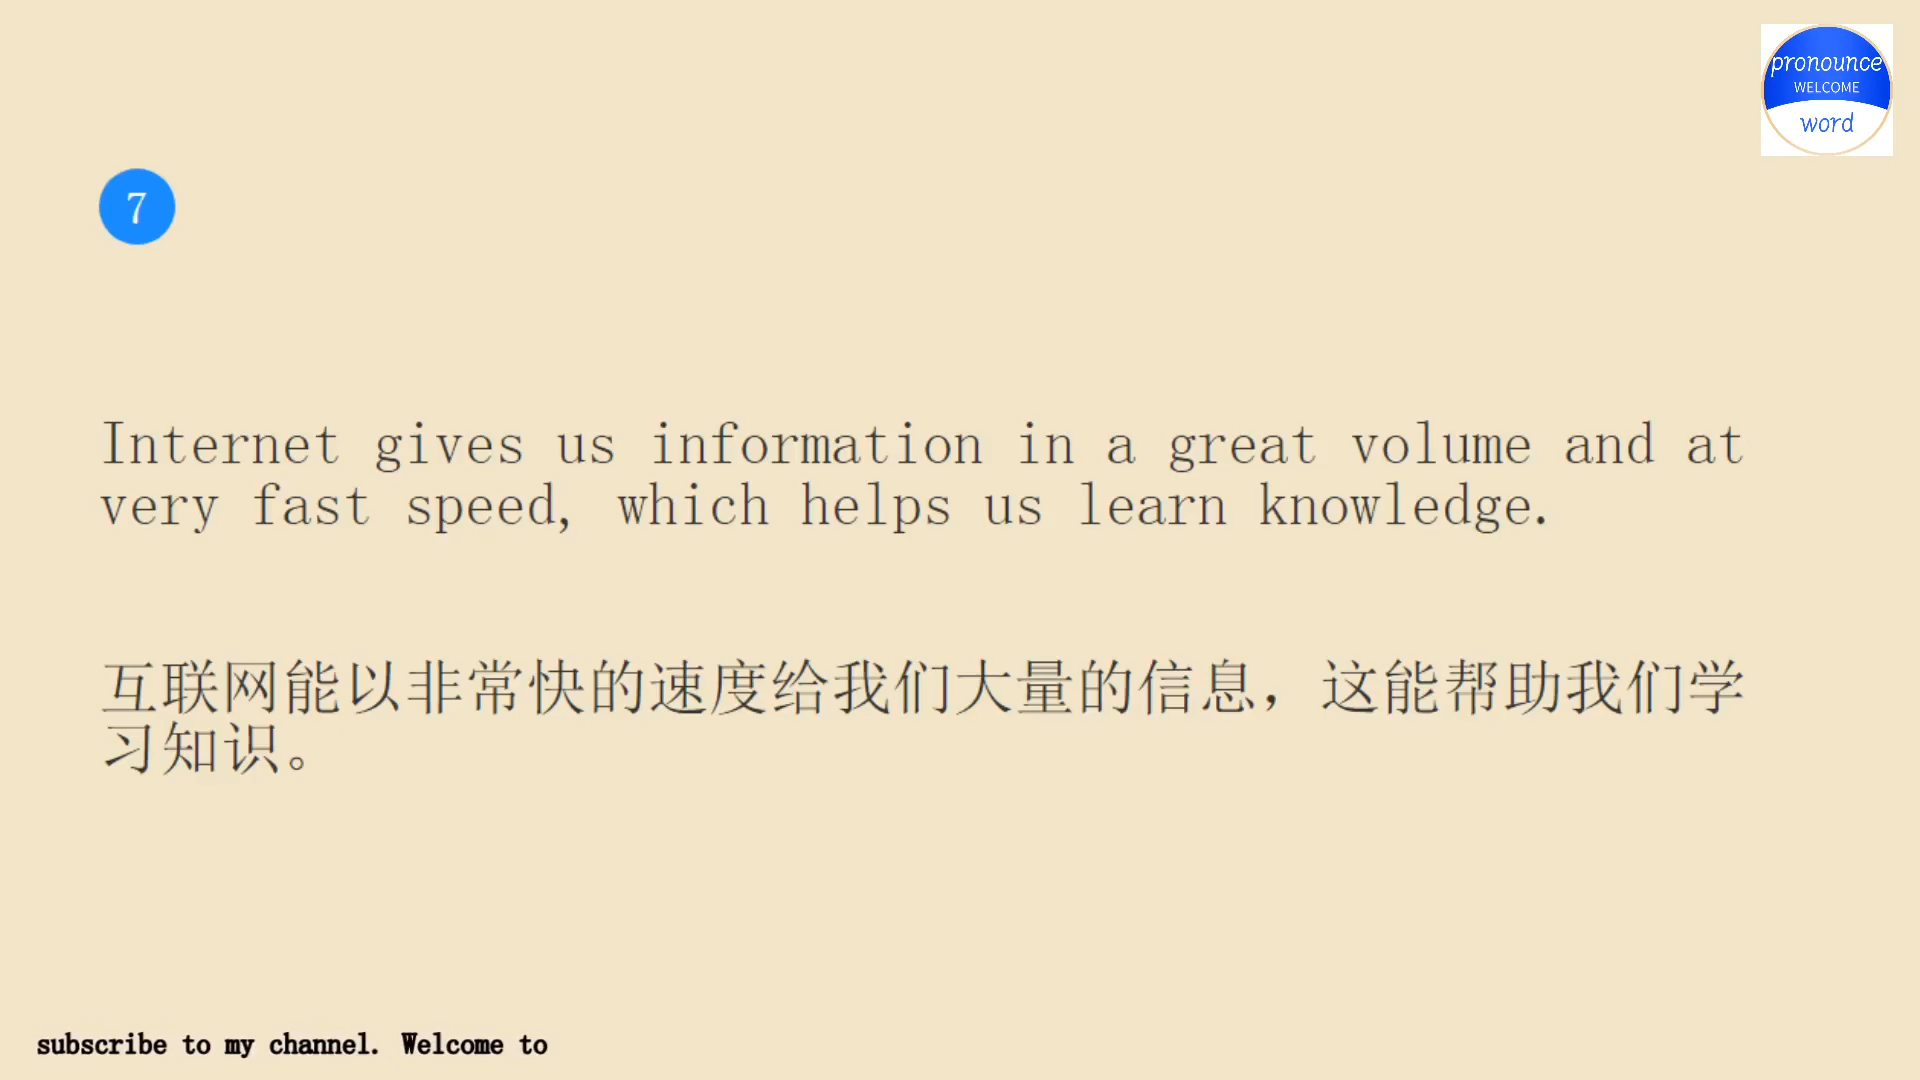 pronounce
WELCOME
word
7
Internet gives us information in a great volume and at
very fast speed, which helps us learn knowledge.
互联网能以非常快的速度给我们大量的信息，这能帮助我们学
习知识。
subscribe to my channel. Welcome to